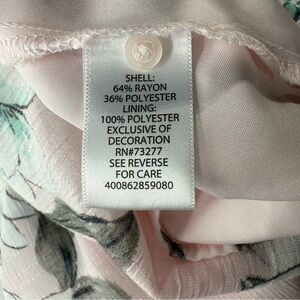 SHELL:
64% RAYON
36% POLYESTER
LINING:
100% POLYESTER
EXCLUSIVE OF
DECORATION
RN#73277
SEE REVERSE
FOR CARE
400862859080